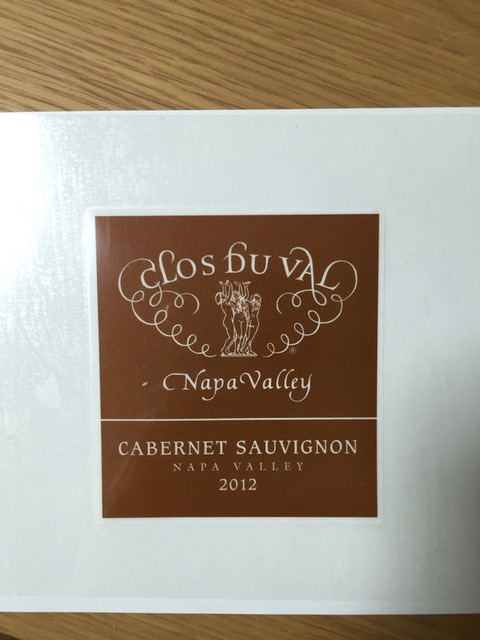 CLOS DU VAL
®
Napa Valley
CABERNET SAUVIGNON
NAPA VALLEY
2012